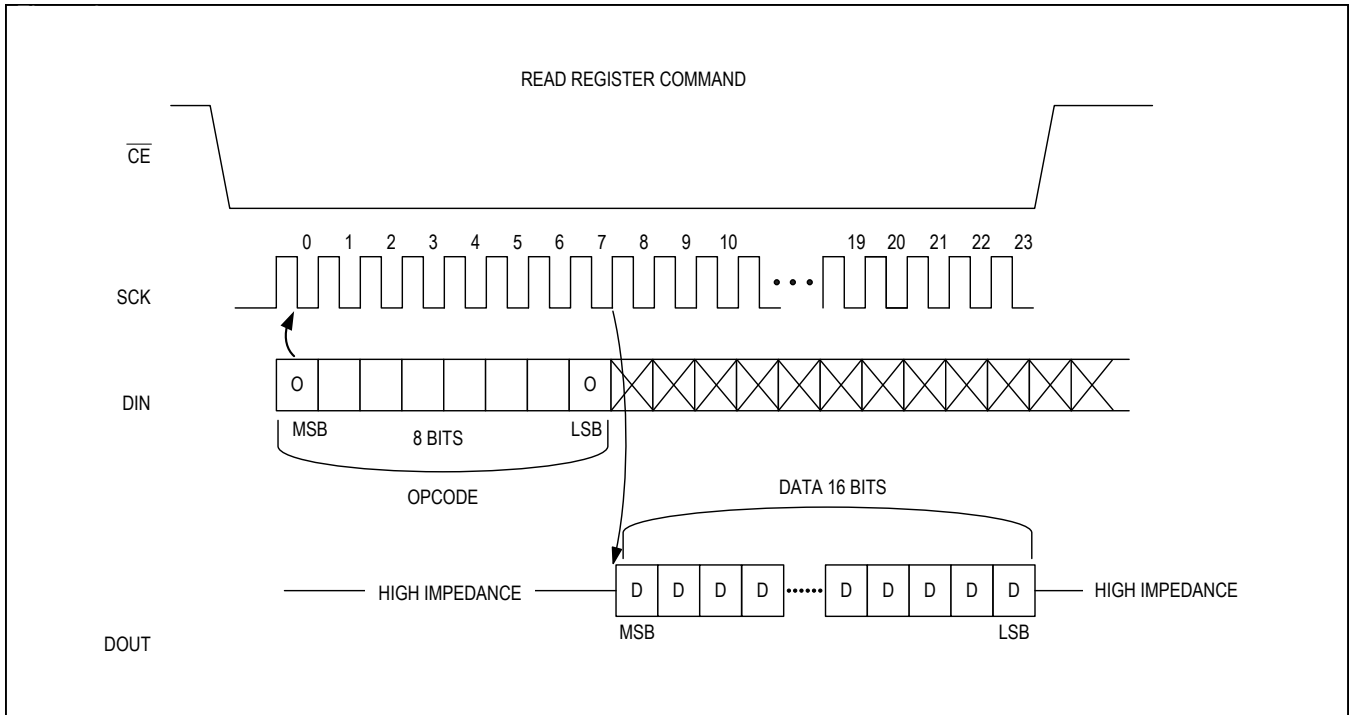 READ REGISTER COMMAND
CE
0 1 2 3 4 5 6 7 8 9 10 19 20 21 22 23
SCK
O O
DIN
MSB 8 BITS LSB
OPCODE
DATA 16 BITS
HIGH IMPEDANCE D D D D D D D D D HIGH IMPEDANCE
MSB LSB
DOUT